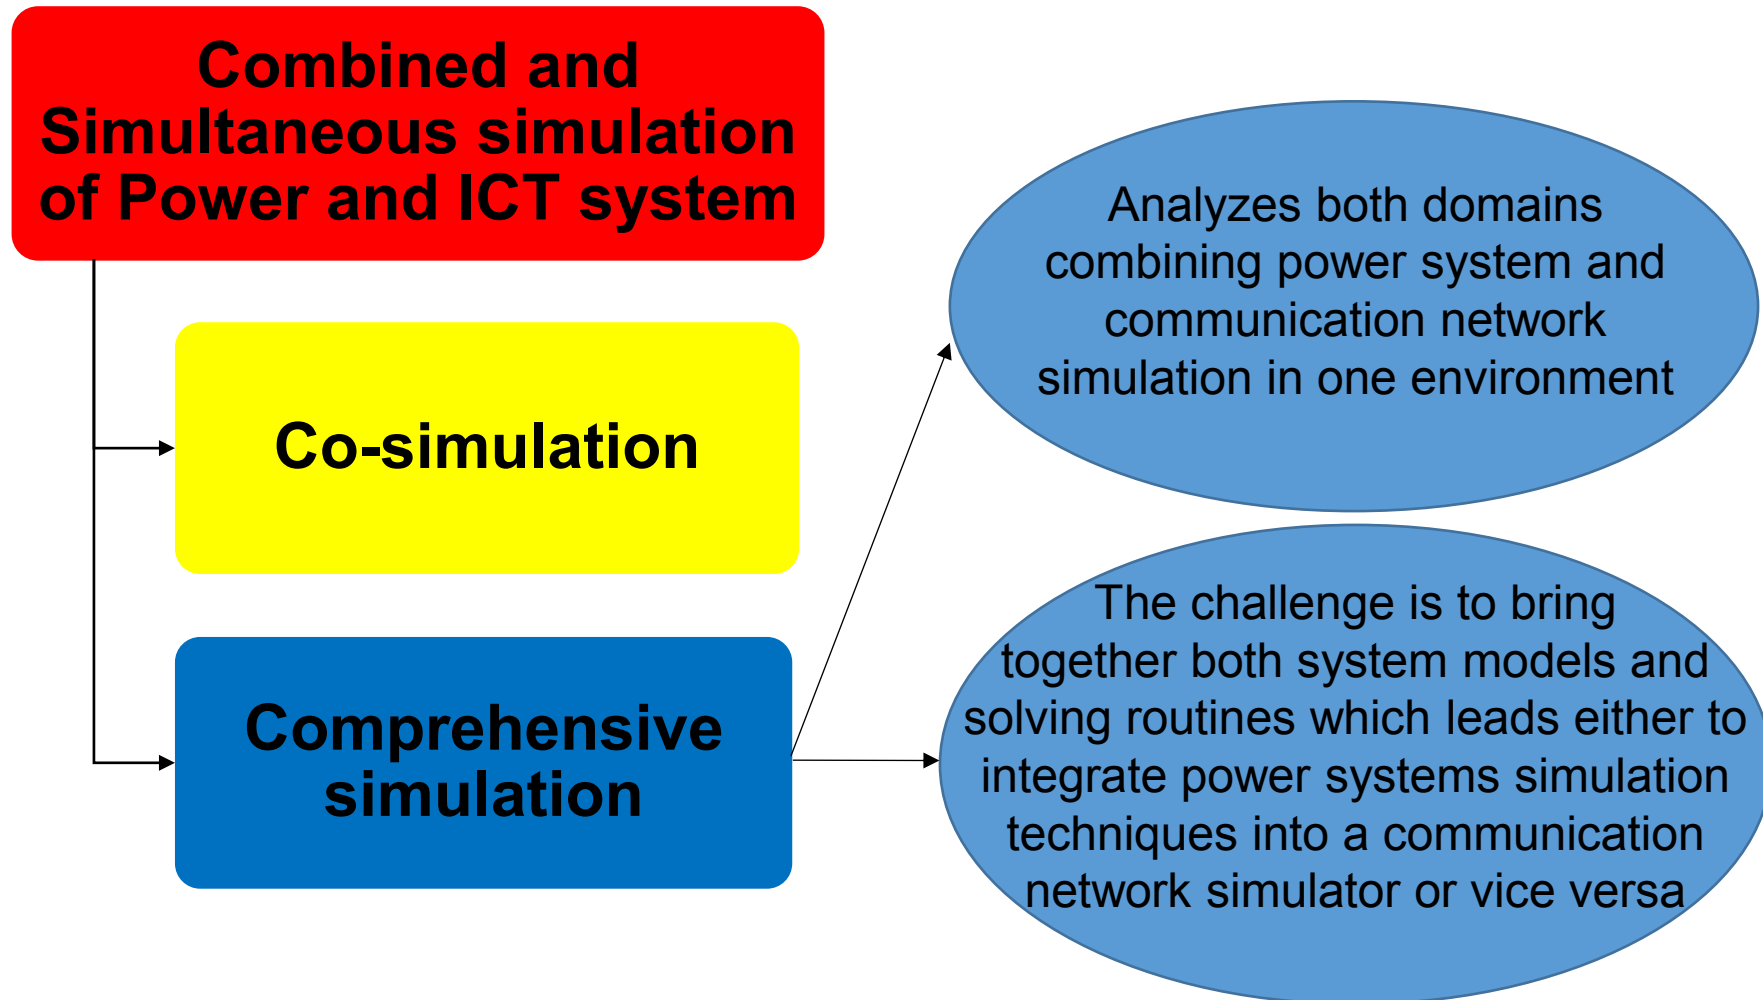 Combined and
Simultaneous simulation
of Power and ICT system
Co-simulation
Comprehensive
simulation
Analyzes both domains
combining power system and
communication network
simulation in one environment
The challenge is to bring
together both system models and
solving routines which leads either to
integrate power systems simulation
techniques into a communication
network simulator or vice versa